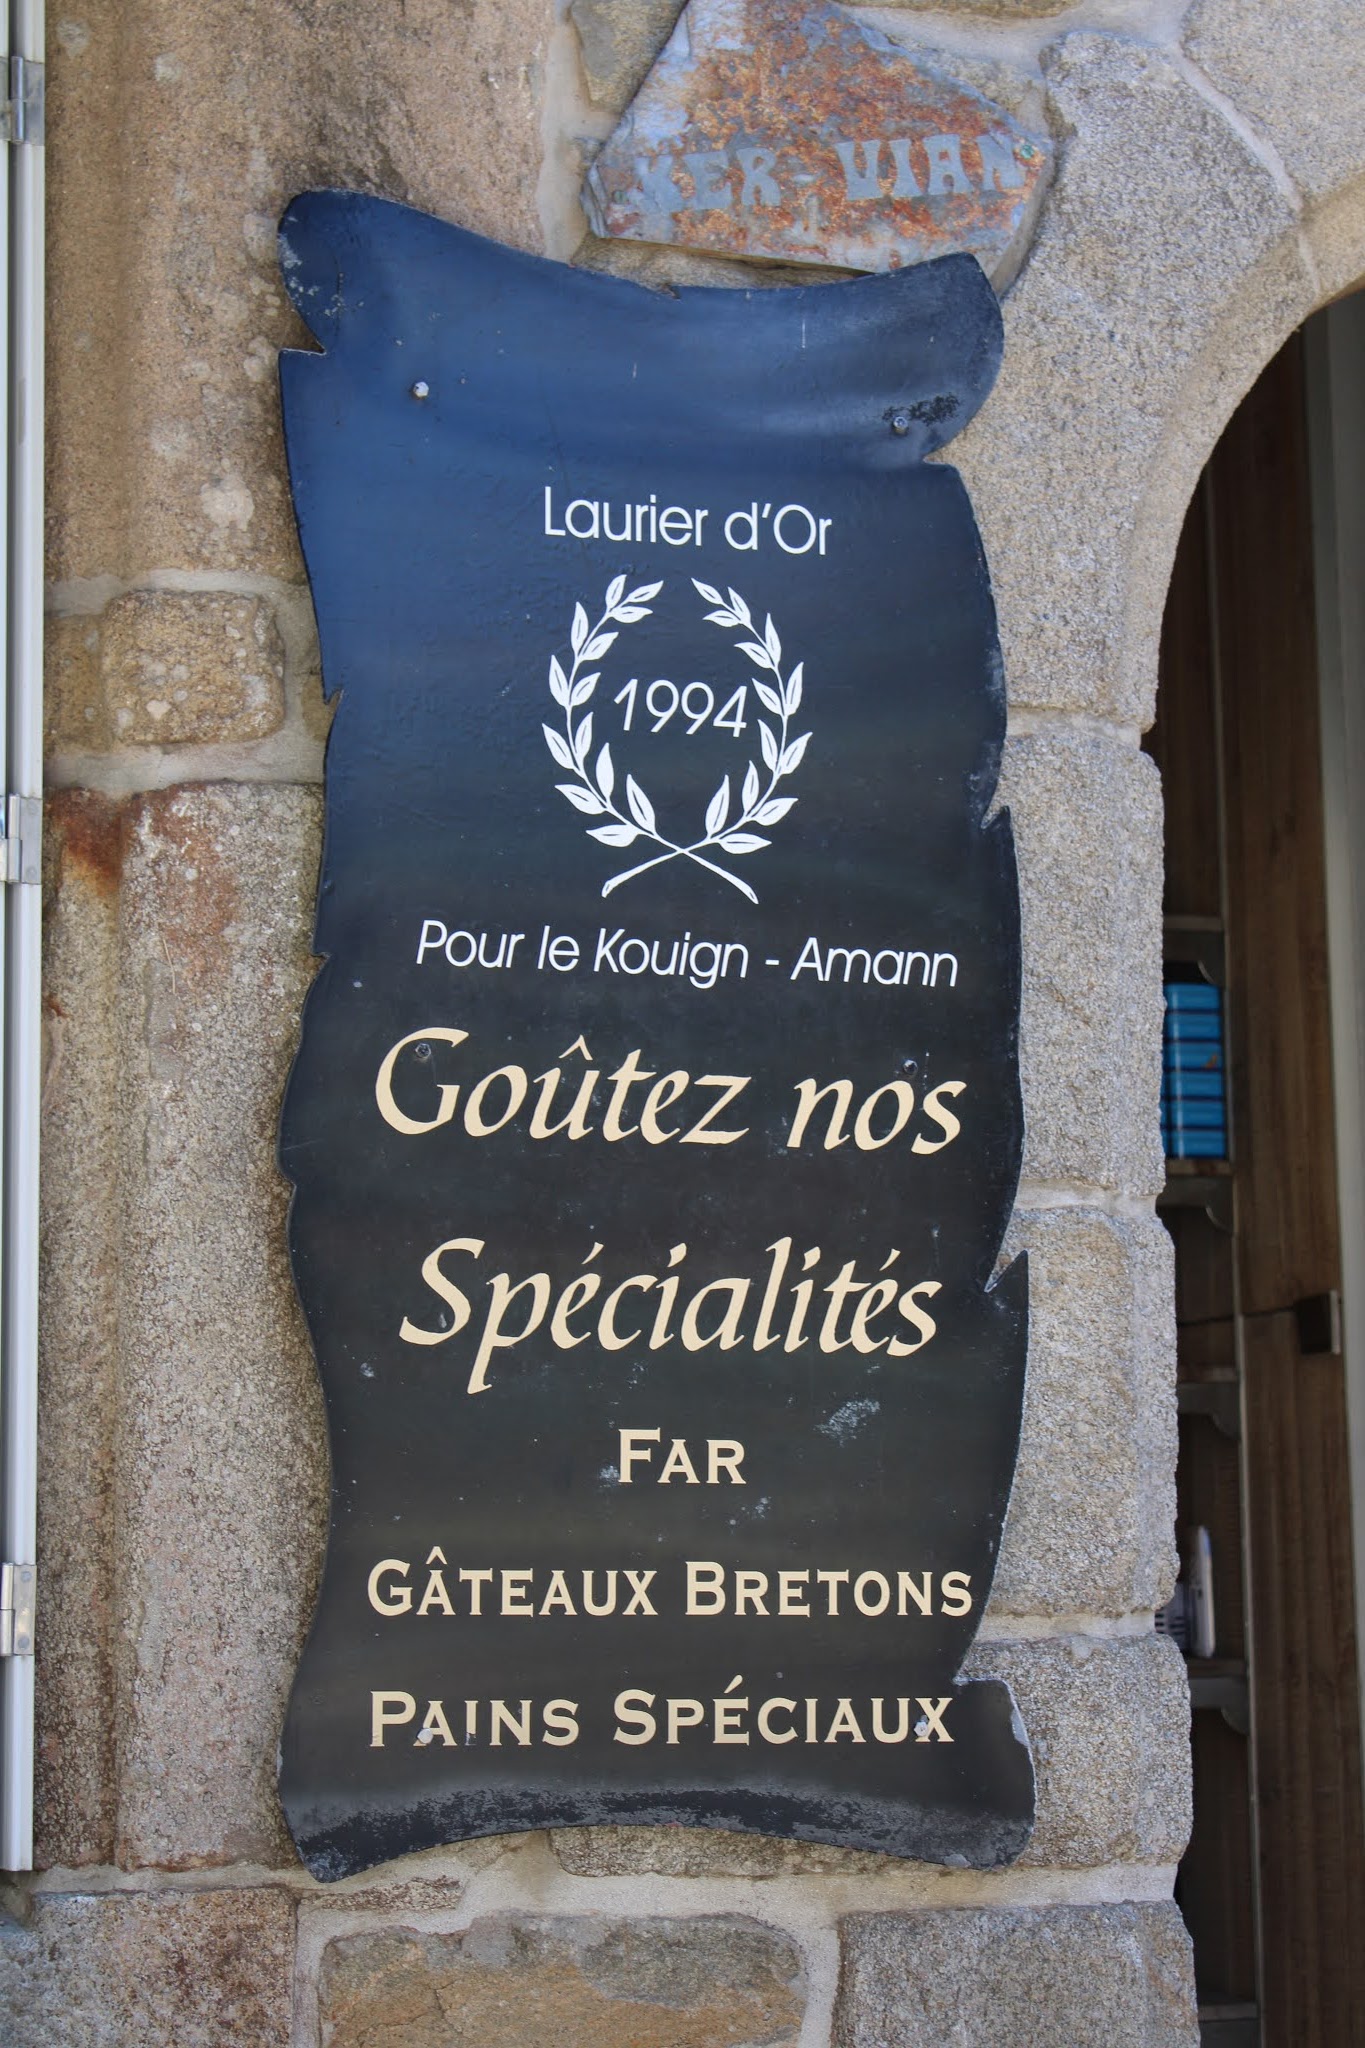 KER-VIAN
Laurier d'Or
1994
Pour le Kouign - Amann
Goûtez nos
Spécialités
FAR
GÂTEAUX BRETONS
PAINS SPÉCIAUX